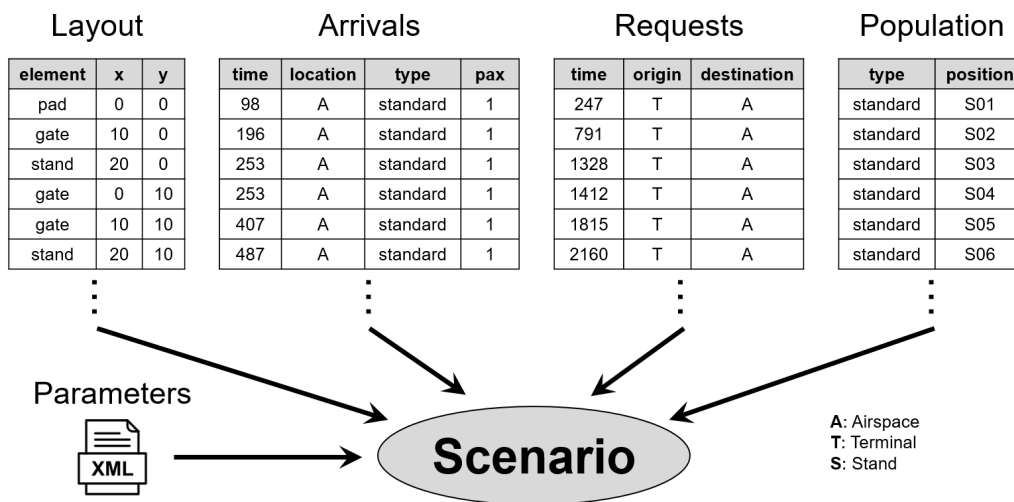 Layout Arrivals Requests Population
element x y time location type pax time origin destination type position
pad 0 0 98 A standard 1 247 T A standard S01
gate 10 0 196 A standard 1 791 T A standard S02
stand 20 0 253 A standard 1 1328 T A standard S03
gate 0 10 253 A standard 1 1412 T A standard S04
gate 10 10 407 A standard 1 1815 T A standard S05
stand 20 10 487 A standard 1 2160 T A standard S06
Parameters
XML
Scenario
A: Airspace
T: Terminal
S: Stand